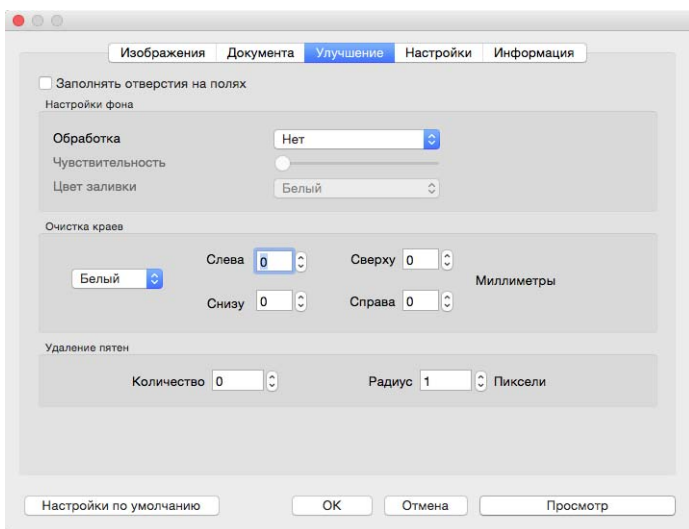 Изображения Документа Улучшение Настройки Информация
Заполнять отверстия на полях
Настройки фона
Обработка Нет
Чувствительность
Цвет заливки Белый
Очистка краев
Слева 0 Сверху 0
Белый Миллиметры
Снизу 0 Справа 0
Удаление пятен
Количество 0 Радиус 1 Пиксели
Настройки по умолчанию OK Отмена Просмотр